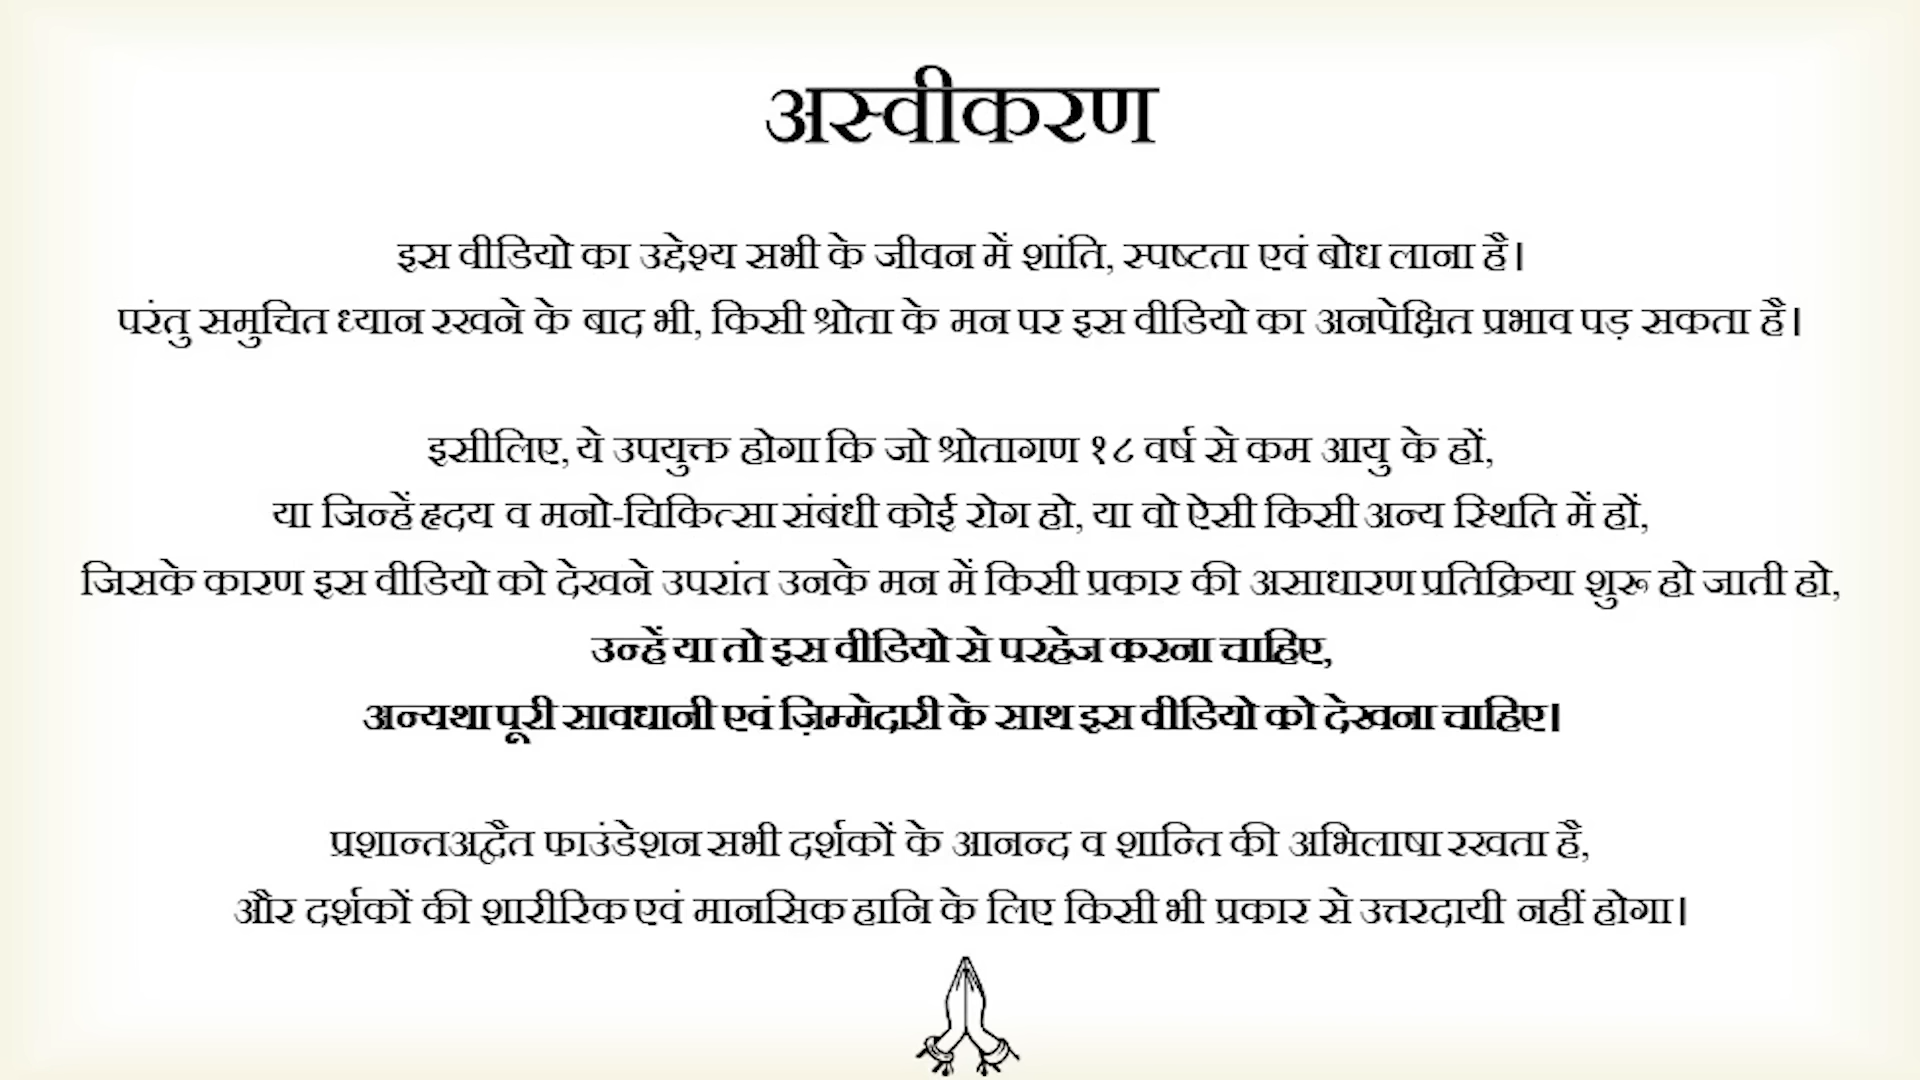 अस्वीकरण
इस वीडियो का उद्देश्य सभी के जीवन में शांति, स्पष्टता एवं बोध लाना है।
परंतु समुचित ध्यान रखने के बाद भी, किसी श्रोता के मन पर इस वीडियो का अनपेक्षित प्रभाव पड़ सकता है।
इसीलिए, ये उपयुक्त होगा कि जो श्रोतागण १८ वर्ष से कम आयु के हों,
या जिन्हें हृदय व मनो-चिकित्सा संबंधी कोई रोग हो, या वो ऐसी किसी अन्य स्थिति में हों,
जिसके कारण इस वीडियो को देखने उपरांत उनके मन में किसी प्रकार की असाधारण प्रतिक्रिया शुरू हो जाती हो,
उन्हें या तो इस वीडियो से परहेज करना चाहिए,
अन्यथा पूरी सावधानी एवं ज़िम्मेदारी के साथ इस वीडियो को देखना चाहिए।
प्रशान्तअद्वैत फाउंडेशन सभी दर्शकों के आनन्द व शान्ति की अभिलाषा रखता है,
और दर्शकों की शारीरिक एवं मानसिक हानि के लिए किसी भी प्रकार से उत्तरदायी नहीं होगा।